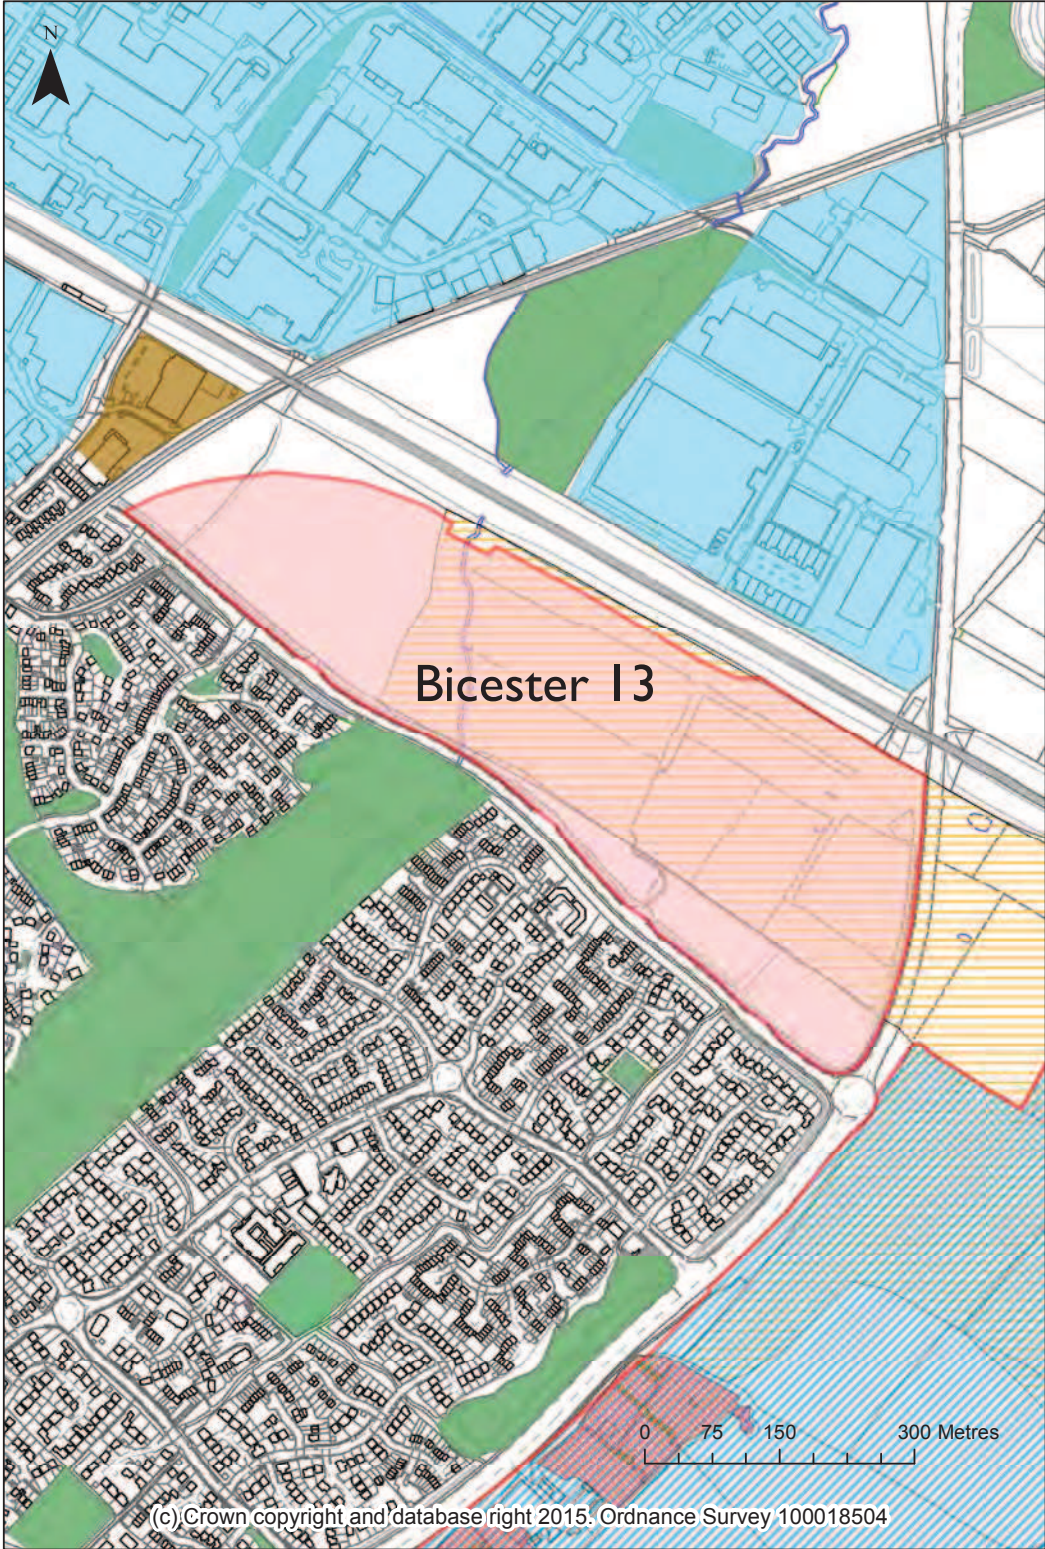 N
Bicester 13
0 75 150 300 Metres
(c) Crown copyright and database right 2015. Ordnance Survey 100018504